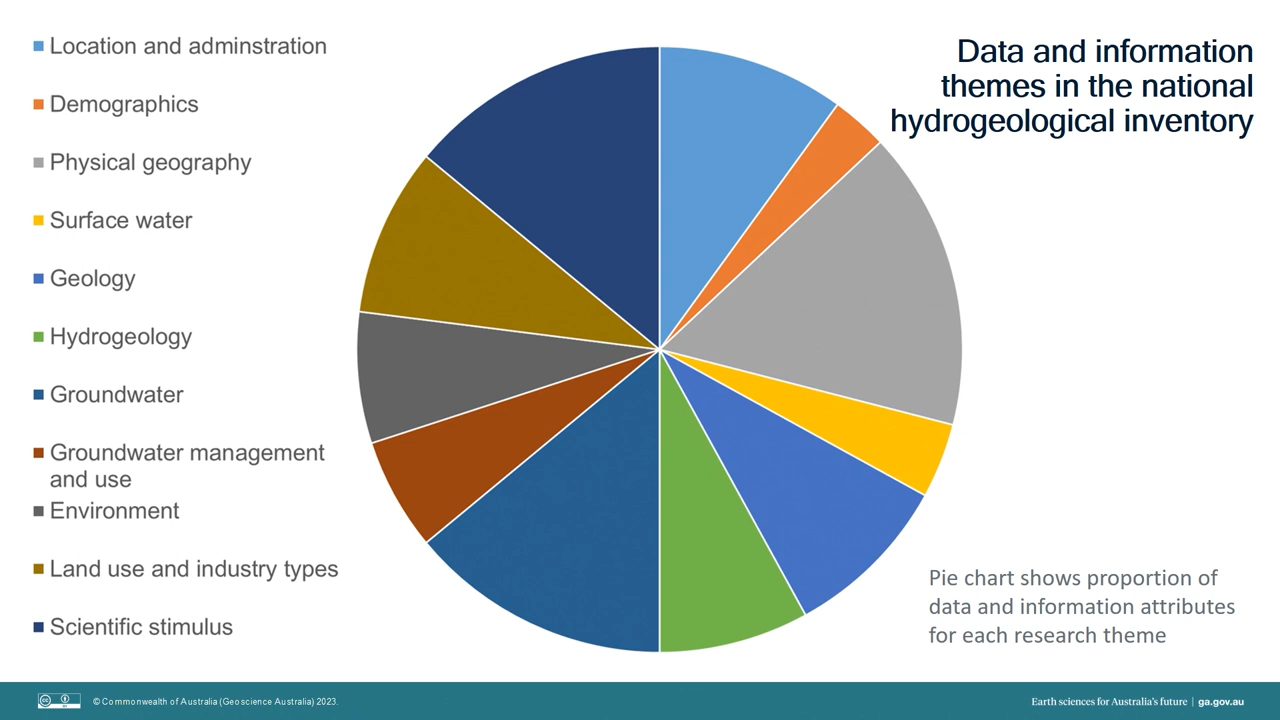 Location and adminstration
Demographics
Physical geography
Surface water
Geology
Hydrogeology
Groundwater
Groundwater management
and use
Environment
Land use and industry types
Scientific stimulus
Data and information
themes in the national
hydrogeological inventory
Pie chart shows proportion of
data and information attributes
for each research theme
© Commonwealth of Australia (Geoscience Australia) 2023.
Earth sciences for Australia's future | ga.gov.au